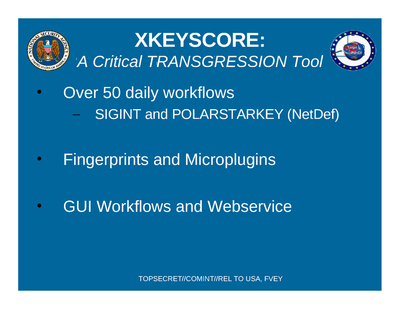 XKEYSCORE:
A Critical TRANSGRESSION Tool
• Over 50 daily workflows
– SIGINT and POLARSTARKEY (NetDef)
• Fingerprints and Microplugins
• GUI Workflows and Webservice
TOPSECRET//COMINT//REL TO USA, FVEY